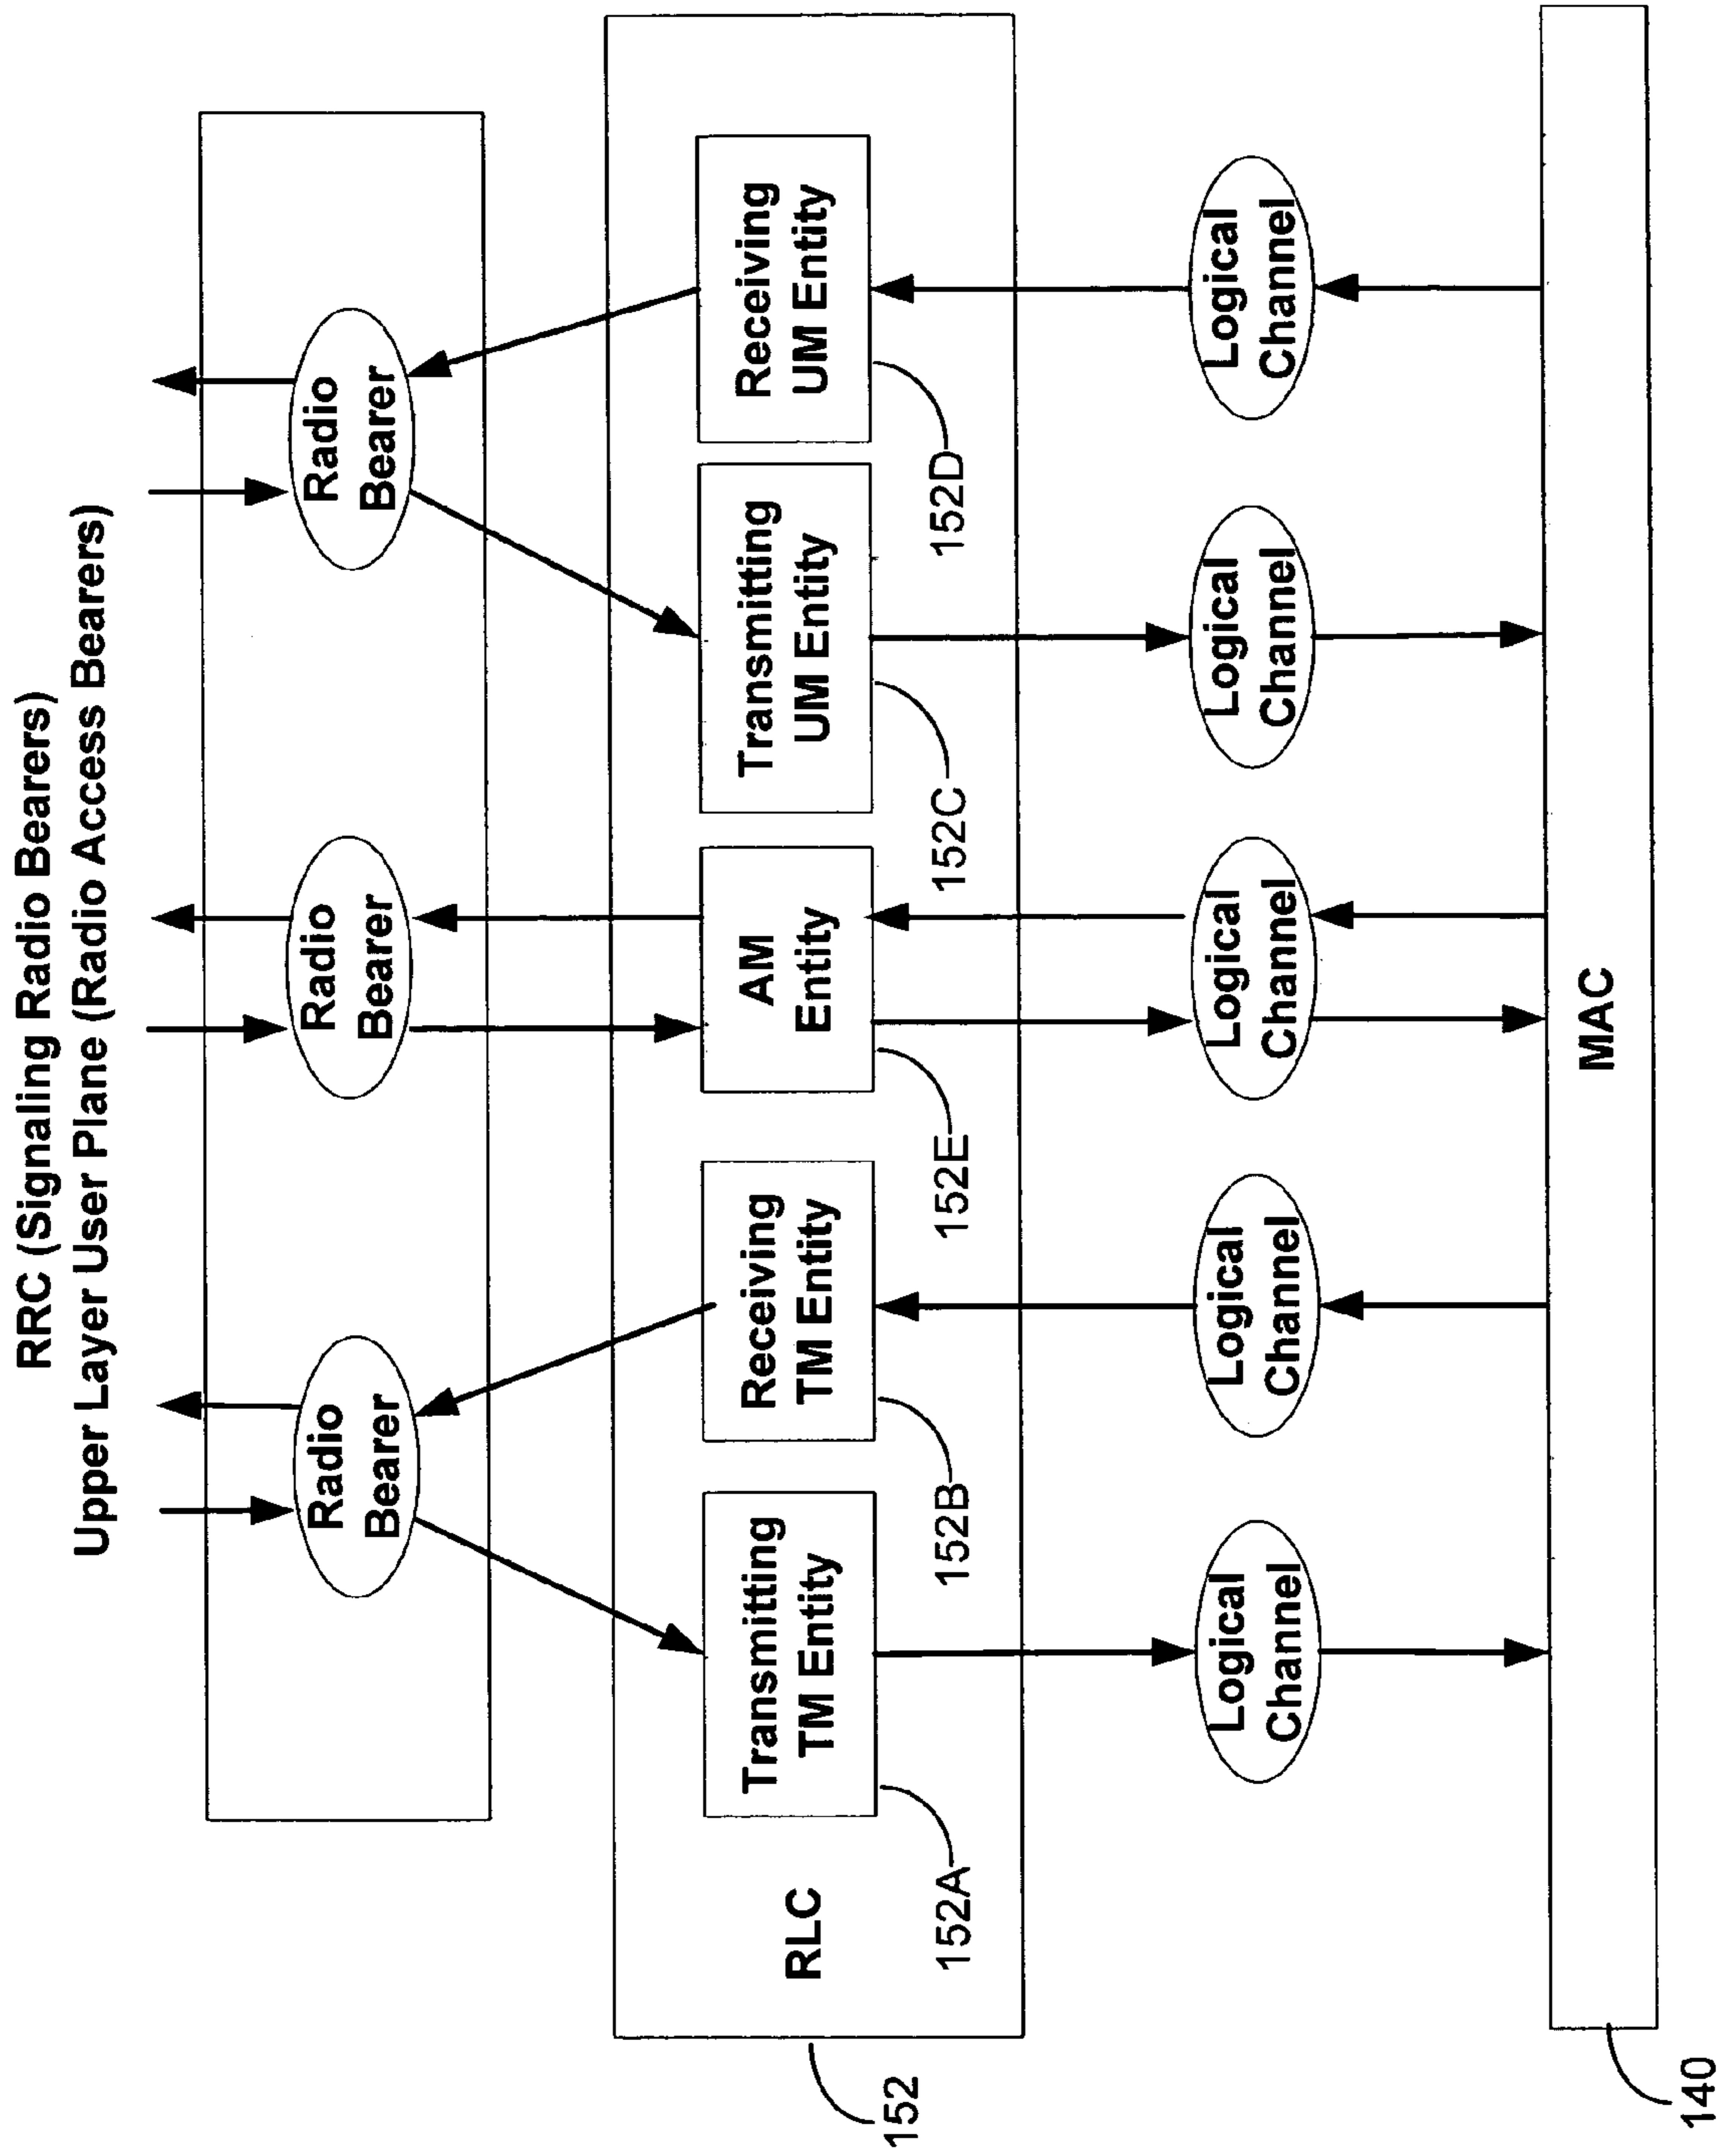 RRC (Signaling Radio Bearers)
Upper Layer User Plane (Radio Access Bearers)
Radio
Bearer
Radio
Bearer
Radio
Bearer
RLC
Transmitting
TM Entity
Receiving
TM Entity
AM
Entity
Transmitting
UM Entity
Receiving
UM Entity
152
152A
152B
152E
152C
152D
Logical
Channel
Logical
Channel
Logical
Channel
Logical
Channel
Logical
Channel
MAC
140